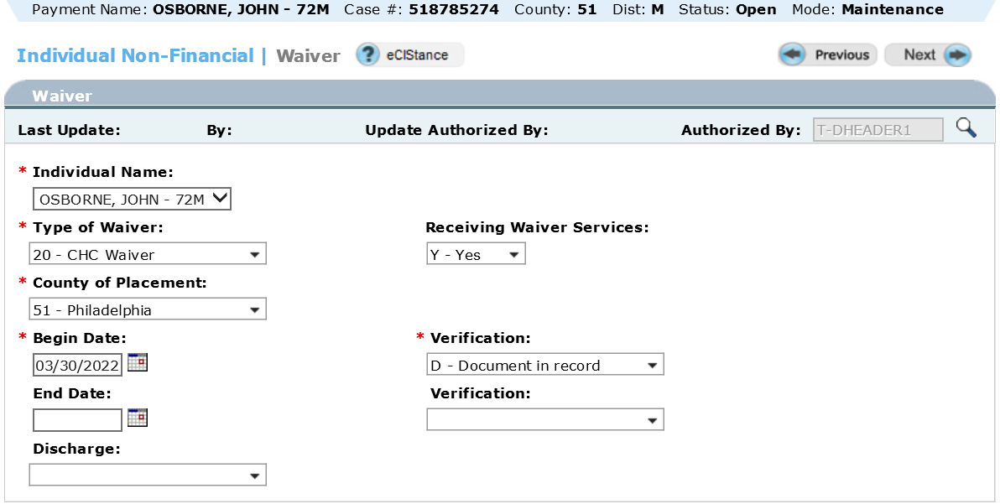 Payment Name: OSBORNE, JOHN - 72M Case #: 518785274 County: 51 Dist: M Status: Open Mode: Maintenance
Individual Non-Financial | Waiver ? eCIStance Previous Next
Waiver
Last Update: By: Update Authorized By: Authorized By: T-DHEADER1
* Individual Name:
OSBORNE, JOHN - 72M
* Type of Waiver: Receiving Waiver Services:
20 - CHC Waiver Y - Yes
* County of Placement:
51 - Philadelphia
* Begin Date: * Verification:
03/30/2022 D - Document in record
End Date: Verification:
Discharge: